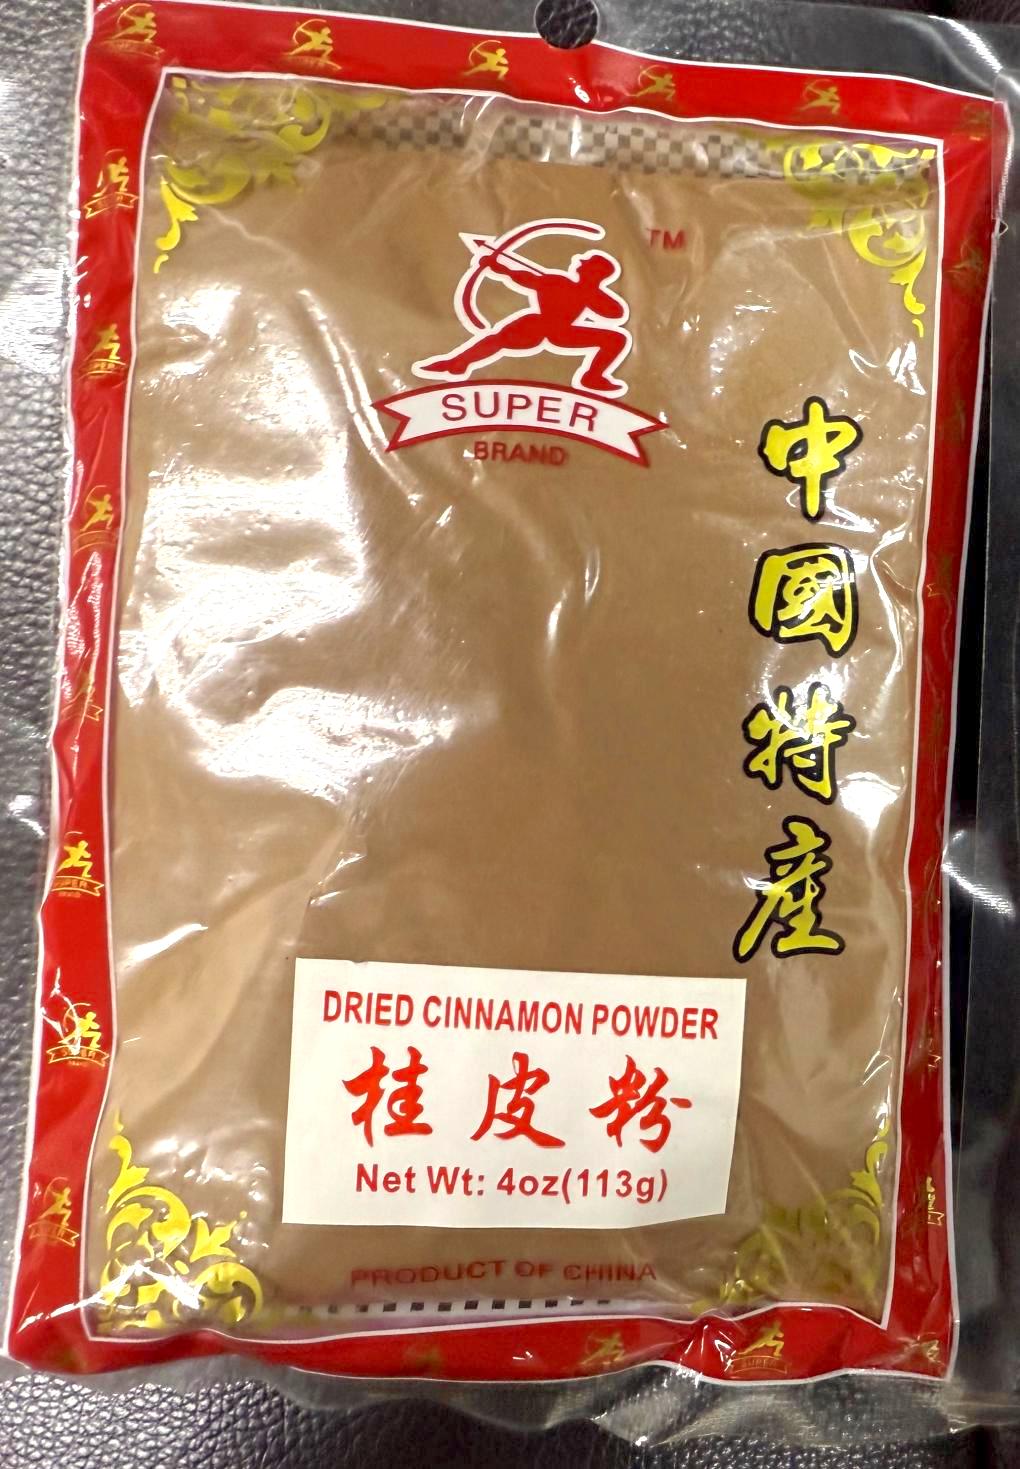 TM
SUPER
BRAND
中國特產
DRIED CINNAMON POWDER
桂皮粉
Net Wt: 4oz(113g)
PRODUCT OF CHINA